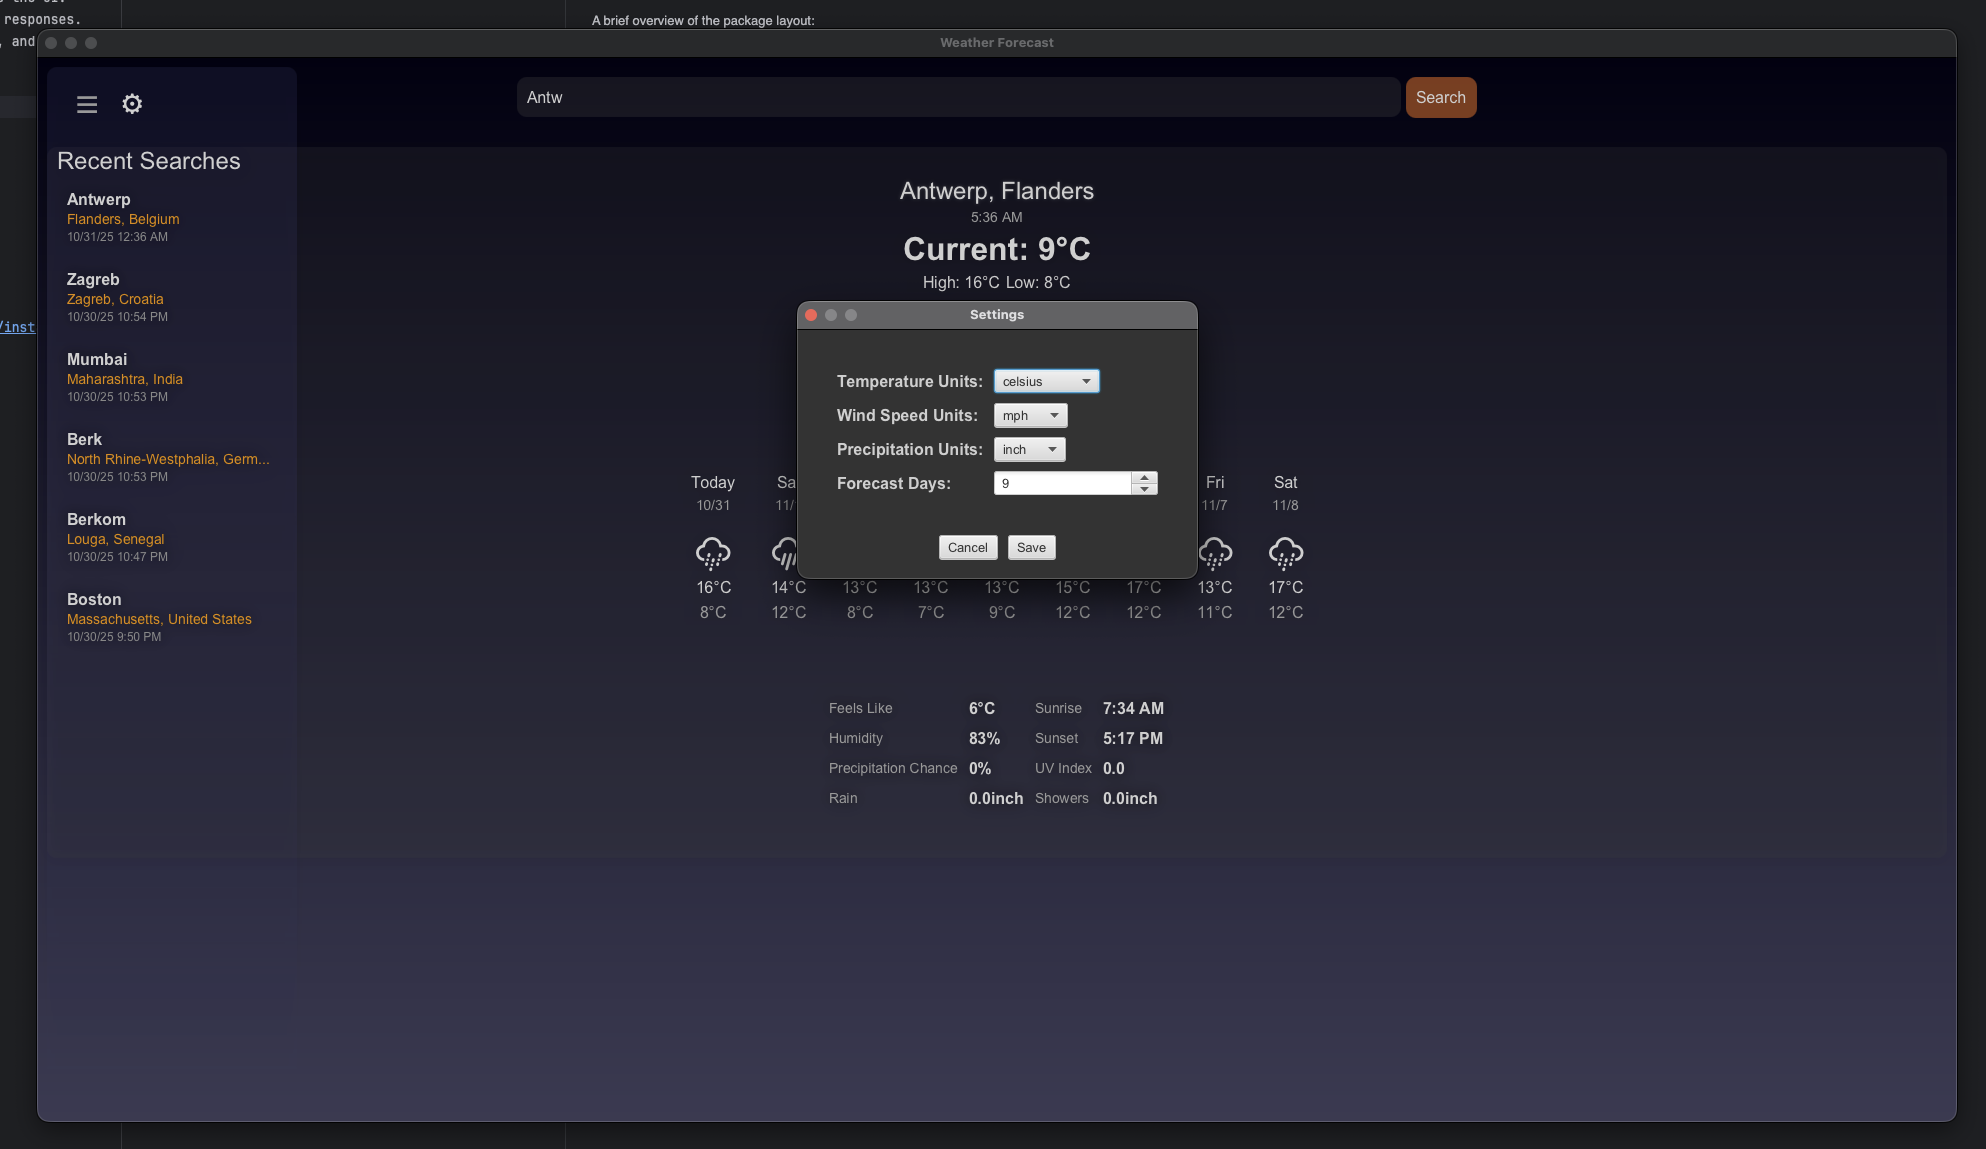 responses.
A brief overview of the package layout:
, and
Weather Forecast
Antw
Search
Recent Searches
Antwerp
Flanders, Belgium
10/31/25 12:36 AM
Zagreb
Zagreb, Croatia
10/30/25 10:54 PM
Mumbai
Maharashtra, India
10/30/25 10:53 PM
/inst
Berk
North Rhine-Westphalia, Germ...
10/30/25 10:53 PM
Berkom
Louga, Senegal
10/30/25 10:47 PM
Boston
Massachusetts, United States
10/30/25 9:50 PM
Antwerp, Flanders
5:36 AM
Current: 9°C
High: 16°C Low: 8°C
Settings
Temperature Units: celsius
Wind Speed Units: mph
Precipitation Units: inch
Forecast Days: 9
Cancel Save
Today Sa Fri Sat
10/31 11/ 11/7 11/8
16°C 14°C 13°C 13°C 13°C 15°C 17°C 13°C 17°C
8°C 12°C 8°C 7°C 9°C 12°C 12°C 11°C 12°C
Feels Like 6°C Sunrise 7:34 AM
Humidity 83% Sunset 5:17 PM
Precipitation Chance 0% UV Index 0.0
Rain 0.0inch Showers 0.0inch